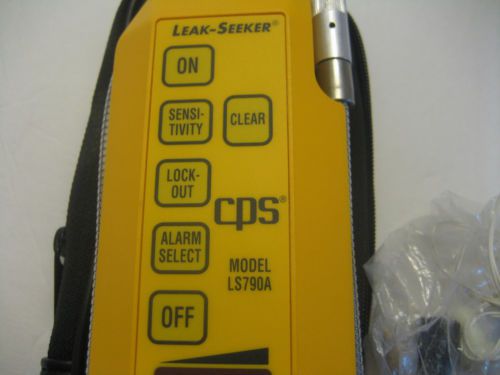 LEAK-SEEKER®
ON
SENSI-
TIVITY
CLEAR
LOCK-
OUT
cps®
ALARM
SELECT
MODEL
LS790A
OFF